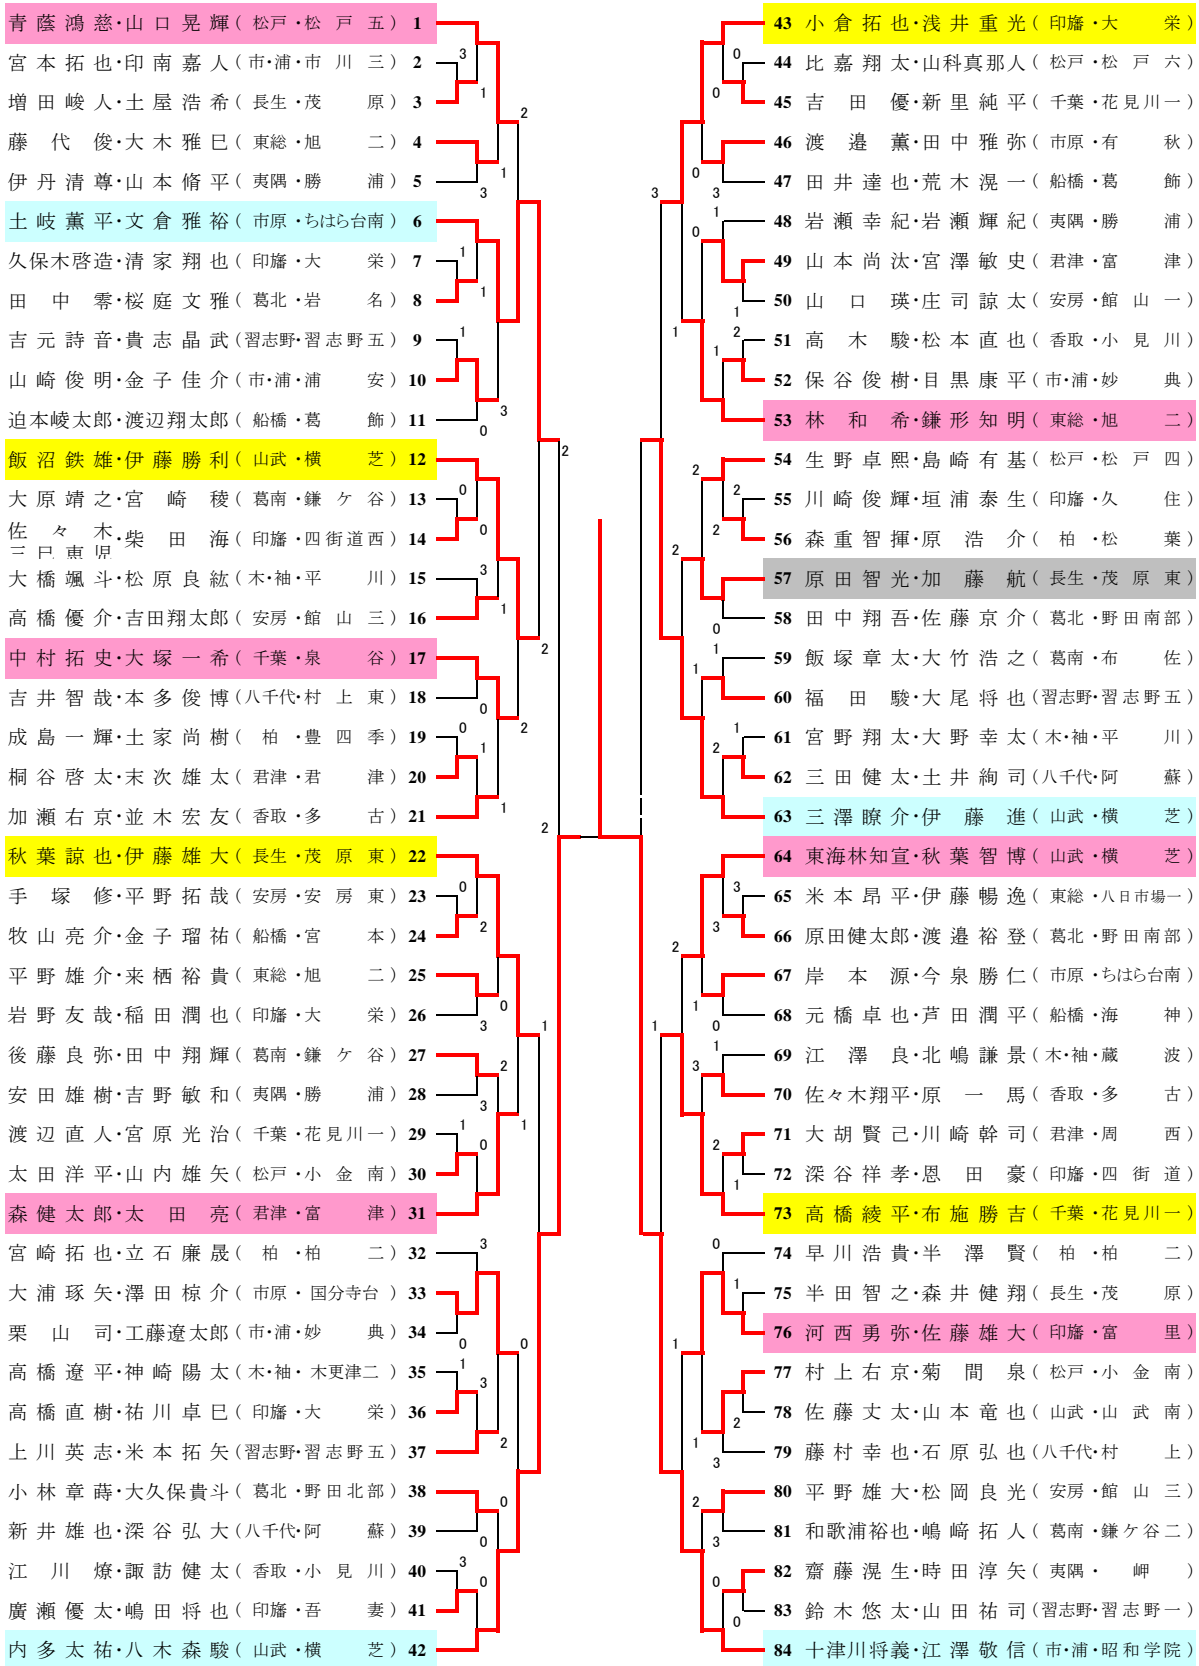 青蔭鴻慈・山口晃輝(松戸・松戸五) 1
宮本拓也・印南嘉人(市・浦・市川三) 2
増田峻人・土屋浩希(長生・茂原) 3
藤代俊・大木雅巳(東総・旭二) 4
伊丹清尊・山本脩平(夷隅・勝浦) 5
土岐薫平・文倉雅裕(市原・ちはら台南) 6
久保木啓造・清家翔也(印旛・大栄) 7
田中零・桜庭文雅(葛北・岩名) 8
吉元詩音・貴志晶武(習志野・習志野五) 9
山崎俊明・金子佳介(市・浦・浦安) 10
迫本崚太郎・渡辺翔太郎(船橋・葛飾) 11
飯沼鉄雄・伊藤勝利(山武・横芝) 12
大原靖之・宮崎稜(葛南・鎌ケ谷) 13
佐々木三巳恵児・柴田海(印旛・四街道西) 14
大橋颯斗・松原良紘(木・袖・平川) 15
高橋優介・吉田翔太郎(安房・館山三) 16
中村拓史・大塚一希(千葉・泉谷) 17
吉井智哉・本多俊博(八千代・村上東) 18
成島一輝・土家尚樹(柏・豊四季) 19
桐谷啓太・末次雄太(君津・君津) 20
加瀬右京・並木宏友(香取・多古) 21
秋葉諒也・伊藤雄大(長生・茂原東) 22
手塚修・平野拓哉(安房・安房東) 23
牧山亮介・金子瑠祐(船橋・宮本) 24
平野雄介・来栖裕貴(東総・旭二) 25
岩野友哉・稲田潤也(印旛・大栄) 26
後藤良弥・田中翔輝(葛南・鎌ケ谷) 27
安田雄樹・吉野敏和(夷隅・勝浦) 28
渡辺直人・宮原光治(千葉・花見川一) 29
太田洋平・山内雄矢(松戸・小金南) 30
森健太郎・太田亮(君津・富津) 31
宮崎拓也・立石廉晟(柏・柏二) 32
大浦琢矢・澤田椋介(市原・国分寺台) 33
栗山司・工藤遼太郎(市・浦・妙典) 34
高橋遼平・神崎陽太(木・袖・木更津二) 35
高橋直樹・祐川卓巳(印旛・大栄) 36
上川英志・米本拓矢(習志野・習志野五) 37
小林章蒔・大久保貴斗(葛北・野田北部) 38
新井雄也・深谷弘大(八千代・阿蘇) 39
江川燎・諏訪健太(香取・小見川) 40
廣瀬優太・嶋田将也(印旛・吾妻) 41
内多太祐・八木森駿(山武・横芝) 42
43 小倉拓也・浅井重光(印旛・大栄)
44 比嘉翔太・山科真那人(松戸・松戸六)
45 吉田優・新里純平(千葉・花見川一)
46 渡邉薫・田中雅弥(市原・有秋)
47 田井達也・荒木滉一(船橋・葛飾)
48 岩瀬幸紀・岩瀬輝紀(夷隅・勝浦)
49 山本尚汰・宮澤敏史(君津・富津)
50 山口瑛・庄司諒太(安房・館山一)
51 高木駿・松本直也(香取・小見川)
52 保谷俊樹・目黒康平(市・浦・妙典)
53 林和希・鎌形知明(東総・旭二)
54 生野卓熙・島崎有基(松戸・松戸四)
55 川崎俊輝・垣浦泰生(印旛・久住)
56 森重智揮・原浩介(柏・松葉)
57 原田智光・加藤航(長生・茂原東)
58 田中翔吾・佐藤京介(葛北・野田南部)
59 飯塚章太・大竹浩之(葛南・布佐)
60 福田駿・大尾将也(習志野・習志野五)
61 宮野翔太・大野幸太(木・袖・平川)
62 三田健太・土井絢司(八千代・阿蘇)
63 三澤瞭介・伊藤進(山武・横芝)
64 東海林知宣・秋葉智博(山武・横芝)
65 米本昂平・伊藤暢逸(東総・八日市場一)
66 原田健太郎・渡邉裕登(葛北・野田南部)
67 岸本源・今泉勝仁(市原・ちはら台南)
68 元橋卓也・芦田潤平(船橋・海神)
69 江澤良・北嶋謙景(木・袖・蔵波)
70 佐々木翔平・原一馬(香取・多古)
71 大胡賢己・川崎幹司(君津・周西)
72 深谷祥孝・恩田豪(印旛・四街道)
73 高橋綾平・布施勝吉(千葉・花見川一)
74 早川浩貴・半澤賢(柏・柏二)
75 半田智之・森井健翔(長生・茂原)
76 河西勇弥・佐藤雄大(印旛・富里)
77 村上右京・菊間泉(松戸・小金南)
78 佐藤丈太・山本竜也(山武・山武南)
79 藤村幸也・石原弘也(八千代・村上)
80 平野雄大・松岡良光(安房・館山三)
81 和歌浦裕也・嶋﨑拓人(葛南・鎌ケ谷二)
82 齋藤滉生・時田淳矢(夷隅・岬)
83 鈴木悠太・山田祐司(習志野・習志野一)
84 十津川将義・江澤敬信(市・浦・昭和学院)